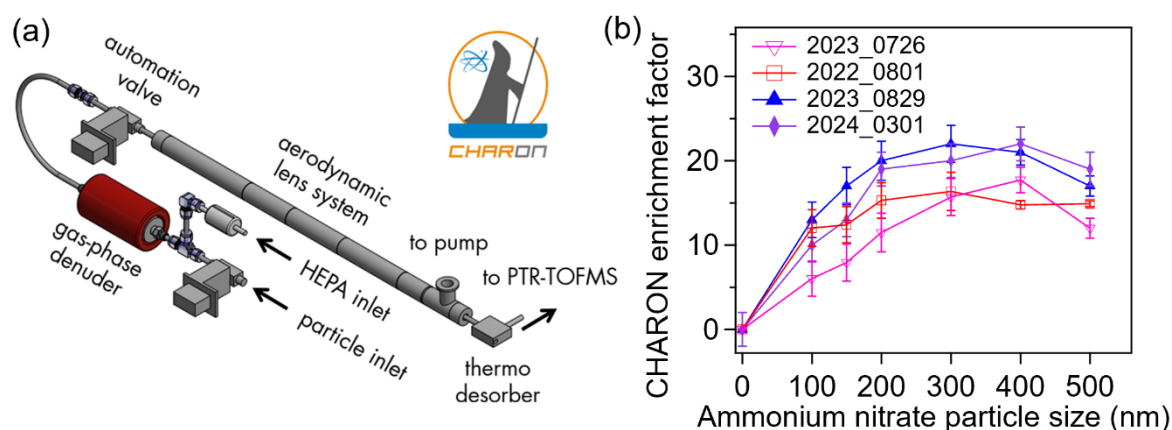 (a)
automation
valve
aerodynamic
lens system
gas-phase
denuder
HEPA inlet
particle inlet
to pump
to PTR-TOFMS
thermo
desorber
CHARON
(b)
2023_0726
2022_0801
2023_0829
2024_0301
CHARON enrichment factor
30
20
10
0
0 100 200 300 400 500
Ammonium nitrate particle size (nm)